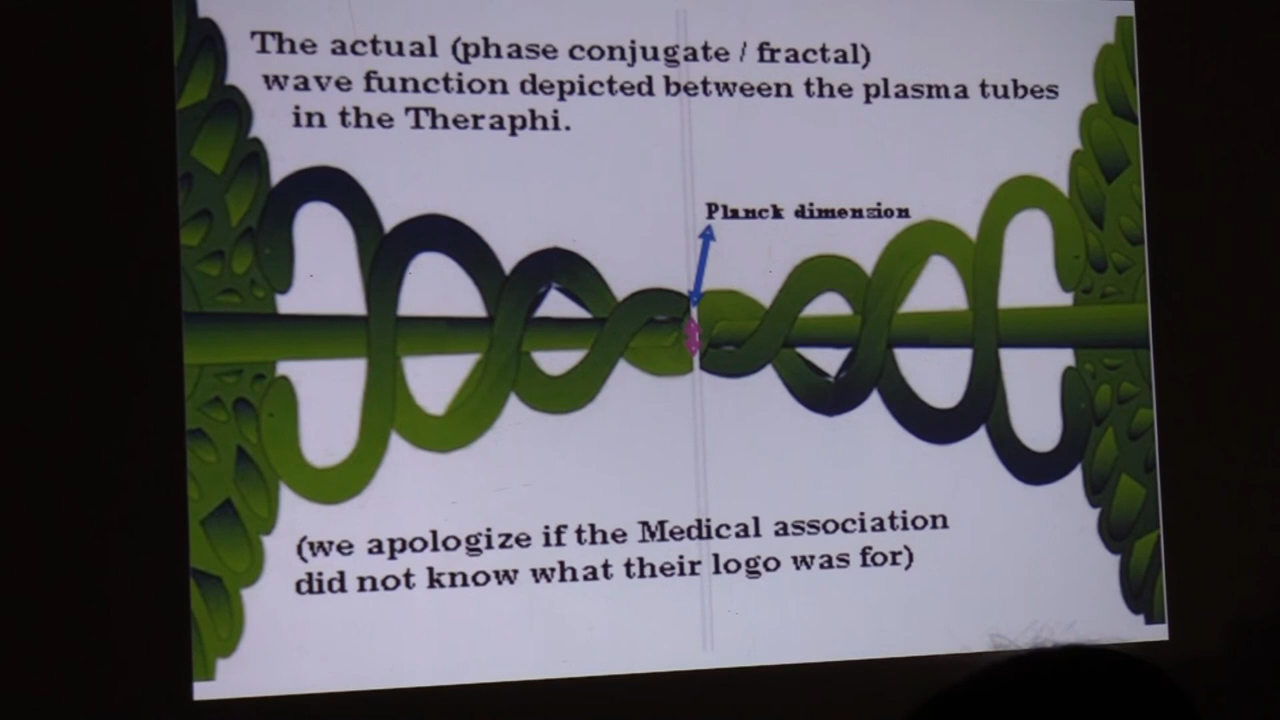 The actual (phase conjugate / fractal)
wave function depicted between the plasma tubes
in the Theraphi.
Planck dimension
(we apologize if the Medical association
did not know what their logo was for)